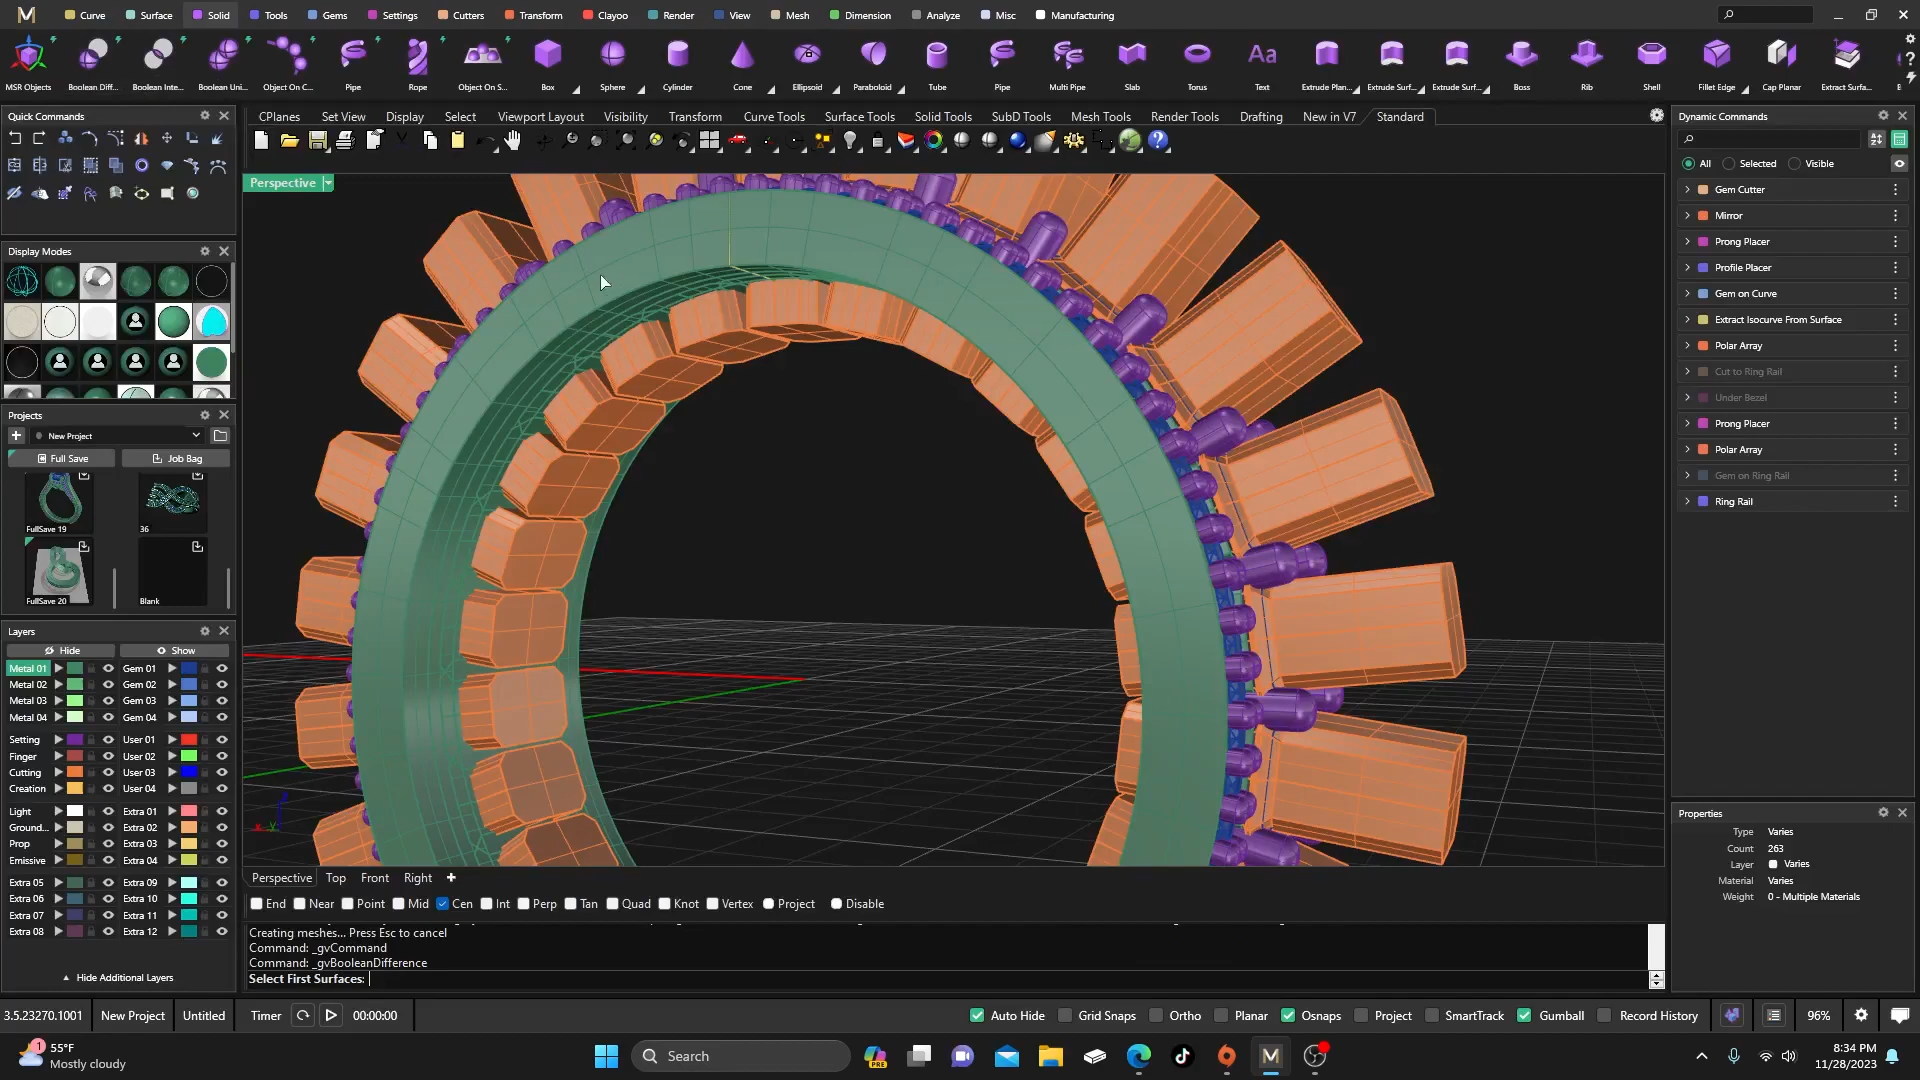 Curve Surface Solid Tools Gems Settings Cutters Transform Clayoo Render View Mesh Dimension Analyze Misc Manufacturing
MSR Objects Boolean Diff... Boolean Inte... Boolean Uni... Object On C... Pipe Rope Object On S... Box Sphere Cylinder Cone Ellipsoid Paraboloid Tube Pipe Multi Pipe Slab Torus Text Extrude Plan... Extrude Surf... Extrude Surf... Boss Rib Shell Fillet Edge Cap Planar Extract Surfa...
Quick Commands
CPlanes Set View Display Select Viewport Layout Visibility Transform Curve Tools Surface Tools Solid Tools SubD Tools Mesh Tools Render Tools Drafting New in V7 Standard
Dynamic Commands
All Selected Visible
Perspective
Gem Cutter
Mirror
Prong Placer
Profile Placer
Gem on Curve
Extract Isocurve From Surface
Polar Array
Cut to Ring Rail
Under Bezel
Prong Placer
Polar Array
Gem on Ring Rail
Ring Rail
Display Modes
Projects
New Project
Full Save Job Bag
FullSave 19 36
FullSave 20 Blank
Layers
Hide Show
Metal 01 Gem 01
Metal 02 Gem 02
Metal 03 Gem 03
Metal 04 Gem 04
Setting User 01
Finger User 02
Cutting User 03
Creation User 04
Light Extra 01
Ground... Extra 02
Prop Extra 03
Emissive Extra 04
Extra 05 Extra 09
Extra 06 Extra 10
Extra 07 Extra 11
Extra 08 Extra 12
Hide Additional Layers
Properties
Type Varies
Count 263
Layer Varies
Material Varies
Weight 0 - Multiple Materials
Perspective Top Front Right
End Near Point Mid Cen Int Perp Tan Quad Knot Vertex Project Disable
Creating meshes... Press Esc to cancel
Command: _gvCommand
Command: _gvBooleanDifference
Select First Surfaces:
3.5.23270.1001 New Project Untitled Timer 00:00:00 Auto Hide Grid Snaps Ortho Planar Osnaps Project SmartTrack Gumball Record History 96%
1 55°F
Mostly cloudy
Search
PRE
8:34 PM
11/28/2023